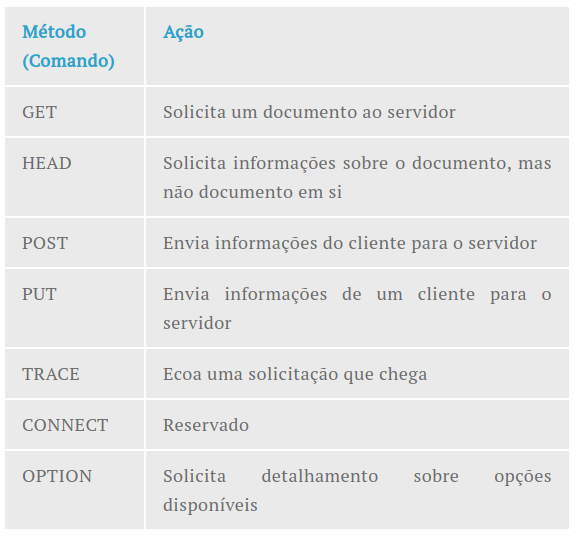 Método Ação
(Comando)
GET Solicita um documento ao servidor
HEAD Solicita informações sobre o documento, mas
não documento em si
POST Envia informações do cliente para o servidor
PUT Envia informações de um cliente para o
servidor
TRACE Ecoa uma solicitação que chega
CONNECT Reservado
OPTION Solicita detalhamento sobre opções
disponíveis